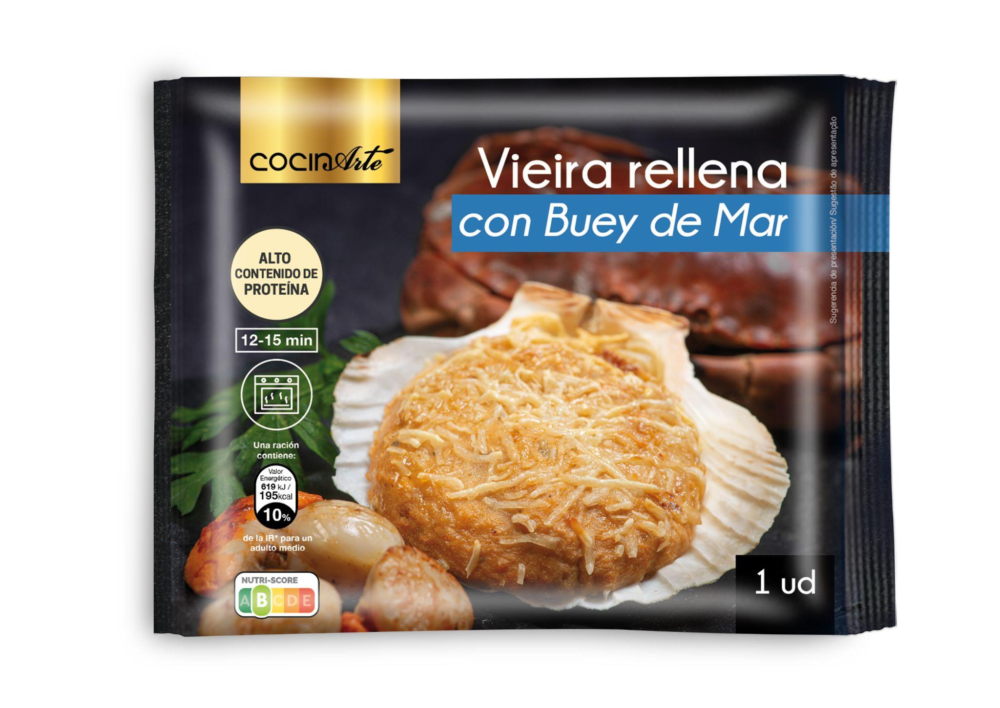 cocinArte
Vieira rellena
con Buey de Mar
Sugerencia de presentación/ Sugestão de apresentação
ALTO
CONTENIDO DE
PROTEÍNA
12-15 min
Una ración
contiene:
Valor
Energético
619 kJ /
195kcal
10%
de la IR* para un
adulto medio
NUTRI-SCORE
A B C D E
1 ud